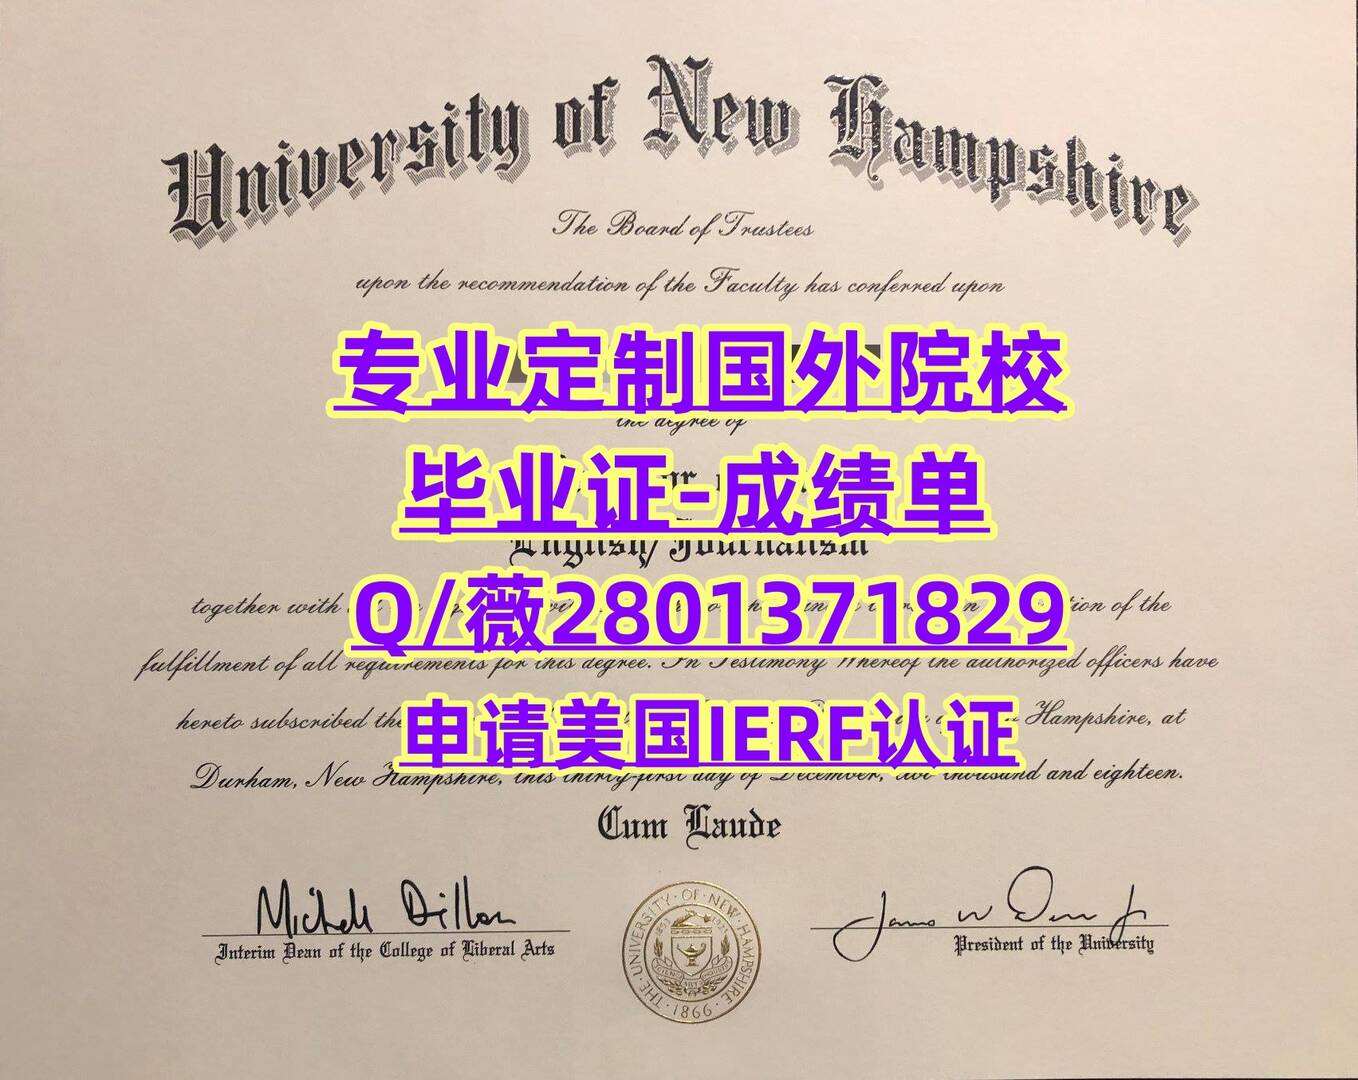 University of New Hampshire
The Board of Trustees
upon the recommendation of the Faculty has conferred upon
专业定制国外院校
the degree of
毕业证-成绩单
English/Journalism
Q/薇2801371829
together with of the
fulfillment of all requirements for this degree. In Testimony Whereof the authorized officers have
申请美国IERF认证
hereto subscribed the Hampshire, at
Durham, New Hampshire, this thirty-first day of December, two thousand and eighteen.
Cum Laude
Interim Dean of the College of Liberal Arts
THE · UNIVERSITY · OF · NEW · HAMPSHIRE · 1866 ·
President of the University